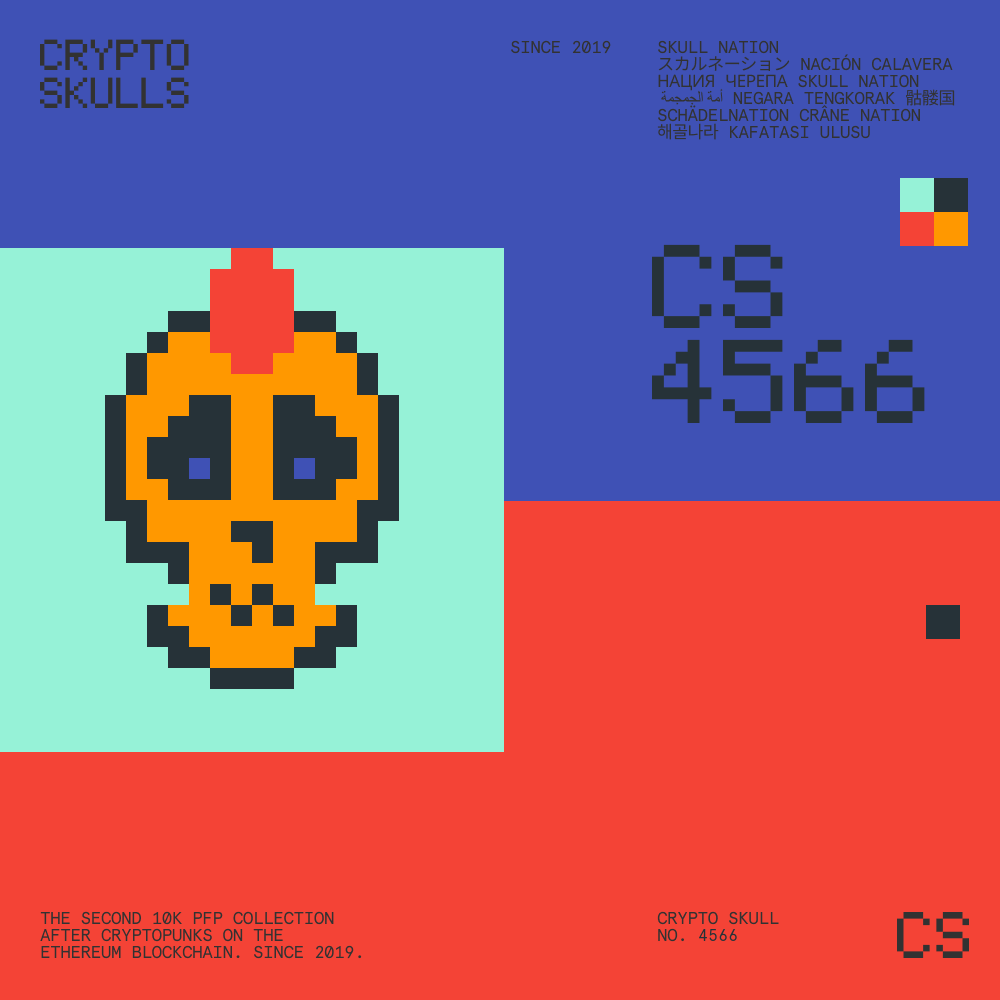 CRYPTO
SKULLS
SINCE 2019
SKULL NATION
スカルネーション NACIÓN CALAVERA
НАЦИЯ ЧЕРЕПА SKULL NATION
أمة الجمجمة NEGARA TENGKORAK 骷髅国
SCHÄDELNATION CRÂNE NATION
해골나라 KAFATASI ULUSU
CS
4566
THE SECOND 10K PFP COLLECTION
AFTER CRYPTOPUNKS ON THE
ETHEREUM BLOCKCHAIN. SINCE 2019.
CRYPTO SKULL
NO. 4566
CS